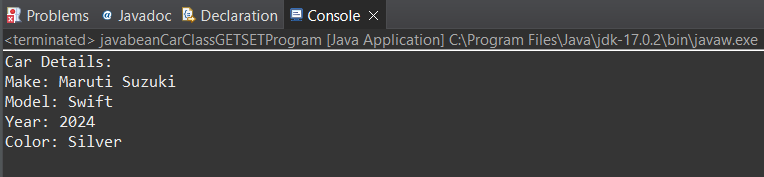 Problems @ Javadoc Declaration Console
<terminated> javabeanCarClassGETSETProgram [Java Application] C:\Program Files\Java\jdk-17.0.2\bin\javaw.exe
Car Details:
Make: Maruti Suzuki
Model: Swift
Year: 2024
Color: Silver